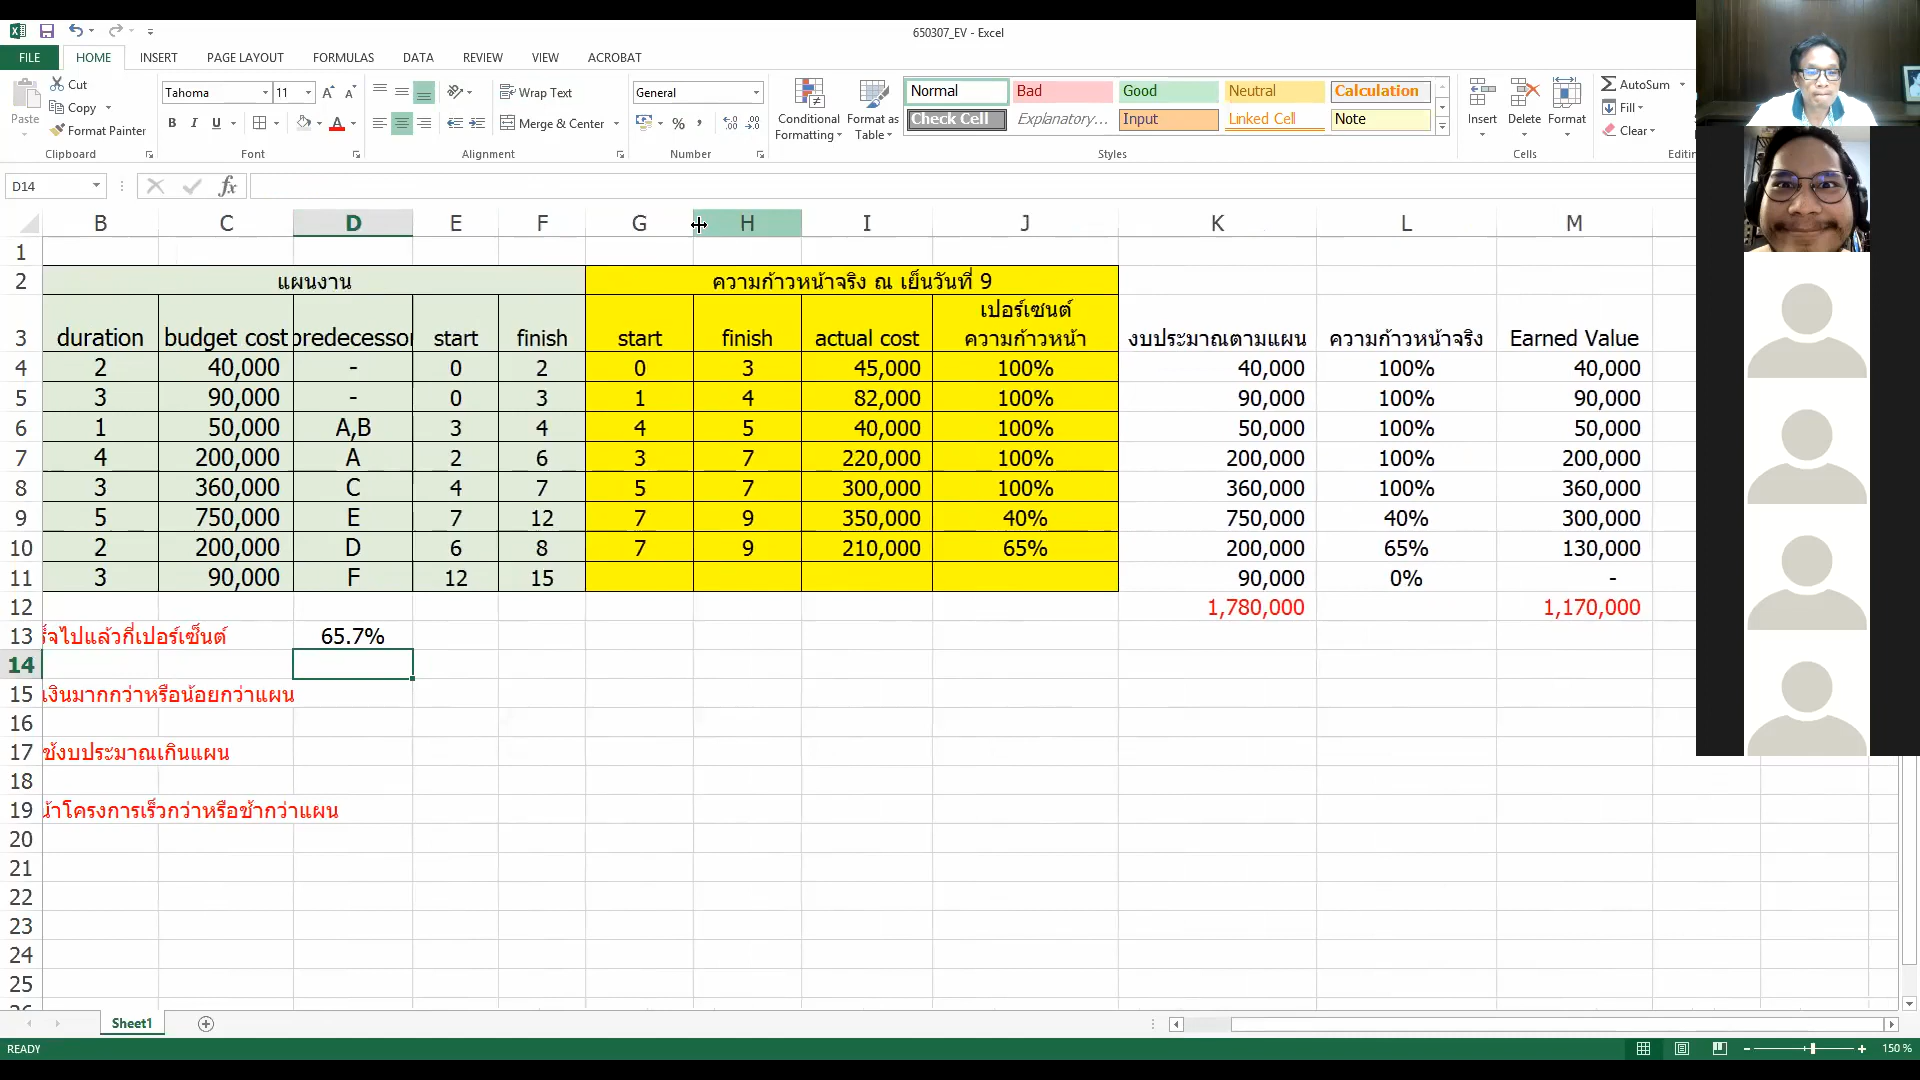 650307_EV - Excel
FILE HOME INSERT PAGE LAYOUT FORMULAS DATA REVIEW VIEW ACROBAT
Paste Cut Copy Format Painter
Tahoma 11
B I U
Wrap Text
Merge & Center
General
Conditional Formatting
Format as Table
Normal Bad Good Neutral Calculation
Check Cell Explanatory... Input Linked Cell Note
Insert Delete Format
AutoSum Fill Clear
Clipboard Font Alignment Number Styles Cells
D14 fx
B C D E F G H I J K L M
1
2 แผนงาน ความก้าวหน้าจริง ณ เย็นวันที่ 9
3 duration budget cost predecessor start finish start finish actual cost เปอร์เซนต์ ความก้าวหน้า งบประมาณตามแผน ความก้าวหน้าจริง Earned Value
4 2 40,000 - 0 2 0 3 45,000 100% 40,000 100% 40,000
5 3 90,000 - 0 3 1 4 82,000 100% 90,000 100% 90,000
6 1 50,000 A,B 3 4 4 5 40,000 100% 50,000 100% 50,000
7 4 200,000 A 2 6 3 7 220,000 100% 200,000 100% 200,000
8 3 360,000 C 4 7 5 7 300,000 100% 360,000 100% 360,000
9 5 750,000 E 7 12 7 9 350,000 40% 750,000 40% 300,000
10 2 200,000 D 6 8 7 9 210,000 65% 200,000 65% 130,000
11 3 90,000 F 12 15 90,000 0% -
12 1,780,000 1,170,000
13 จไปแล้วกี่เปอร์เซ็นต์ 65.7%
14
15 เงินมากกว่าหรือน้อยกว่าแผน
16
17 ช้งบประมาณเกินแผน
18
19 น้าโครงการเร็วกว่าหรือช้ากว่าแผน
20
21
22
23
24
25
Sheet1
READY 150 %